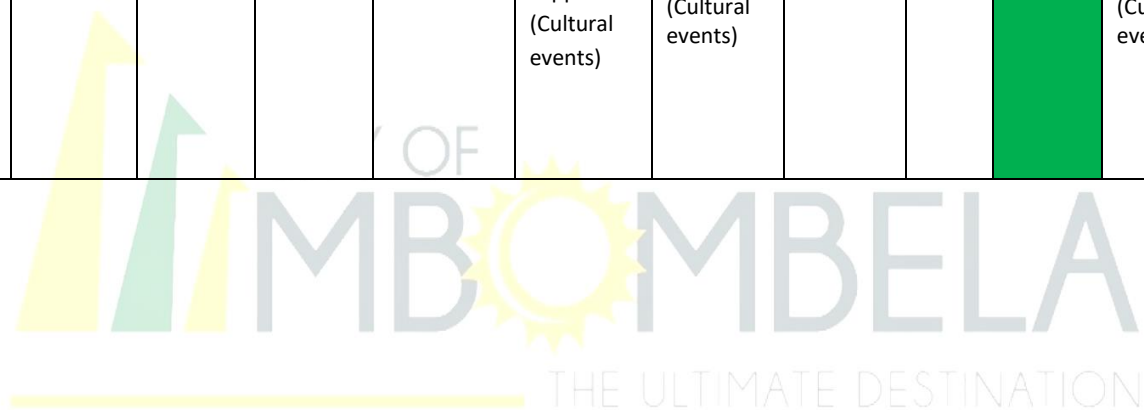 (Cultural
events)
(Cultural
events)
OF
MBOMBELA
THE ULTIMATE DESTINATION